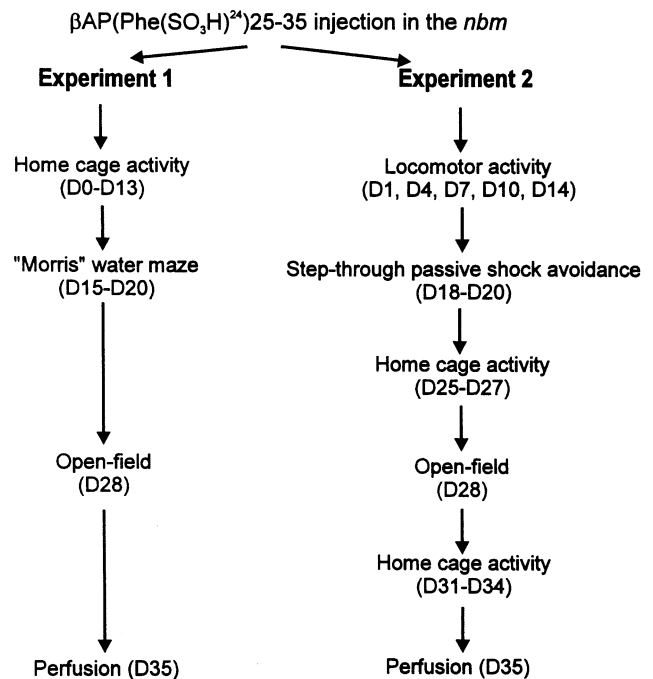 βAP(Phe(SO₃H)²⁴)25-35 injection in the nbm
Experiment 1
Home cage activity
(D0-D13)
"Morris" water maze
(D15-D20)
Open-field
(D28)
Perfusion (D35)
Experiment 2
Locomotor activity
(D1, D4, D7, D10, D14)
Step-through passive shock avoidance
(D18-D20)
Home cage activity
(D25-D27)
Open-field
(D28)
Home cage activity
(D31-D34)
Perfusion (D35)